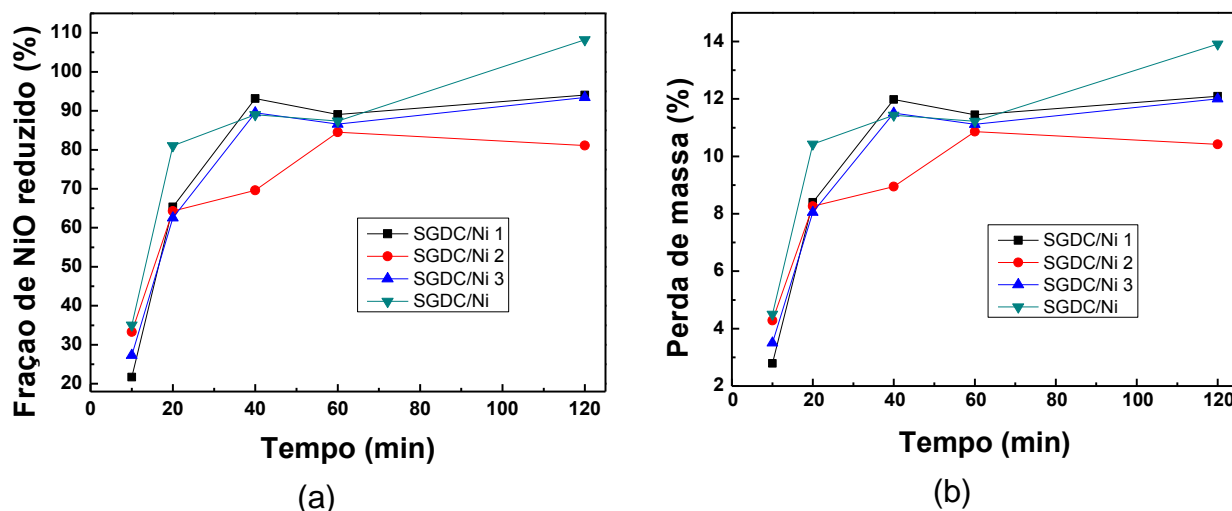 Fraçao de NiO reduzido (%)
110
100
90
80
70
60
50
40
30
20
0 20 40 60 80 100 120
Tempo (min)
SGDC/Ni 1
SGDC/Ni 2
SGDC/Ni 3
SGDC/Ni
(a)
Perda de massa (%)
14
12
10
8
6
4
2
0 20 40 60 80 100 120
Tempo (min)
SGDC/Ni 1
SGDC/Ni 2
SGDC/Ni 3
SGDC/Ni
(b)